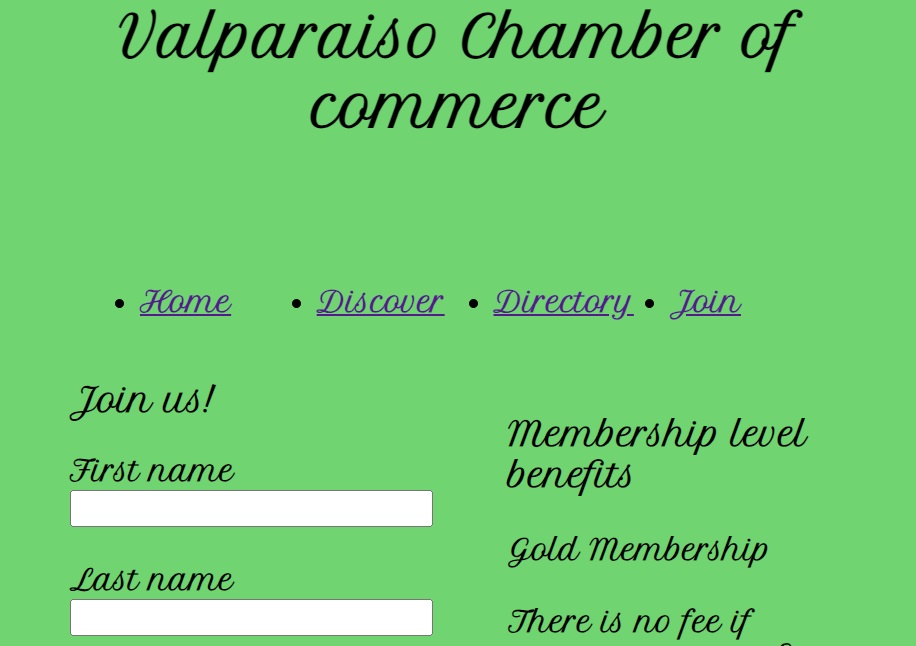 Valparaiso Chamber of
commerce
Home
Discover
Directory
Join
Join us!
First name
Last name
Membership level
benefits
Gold Membership
There is no fee if